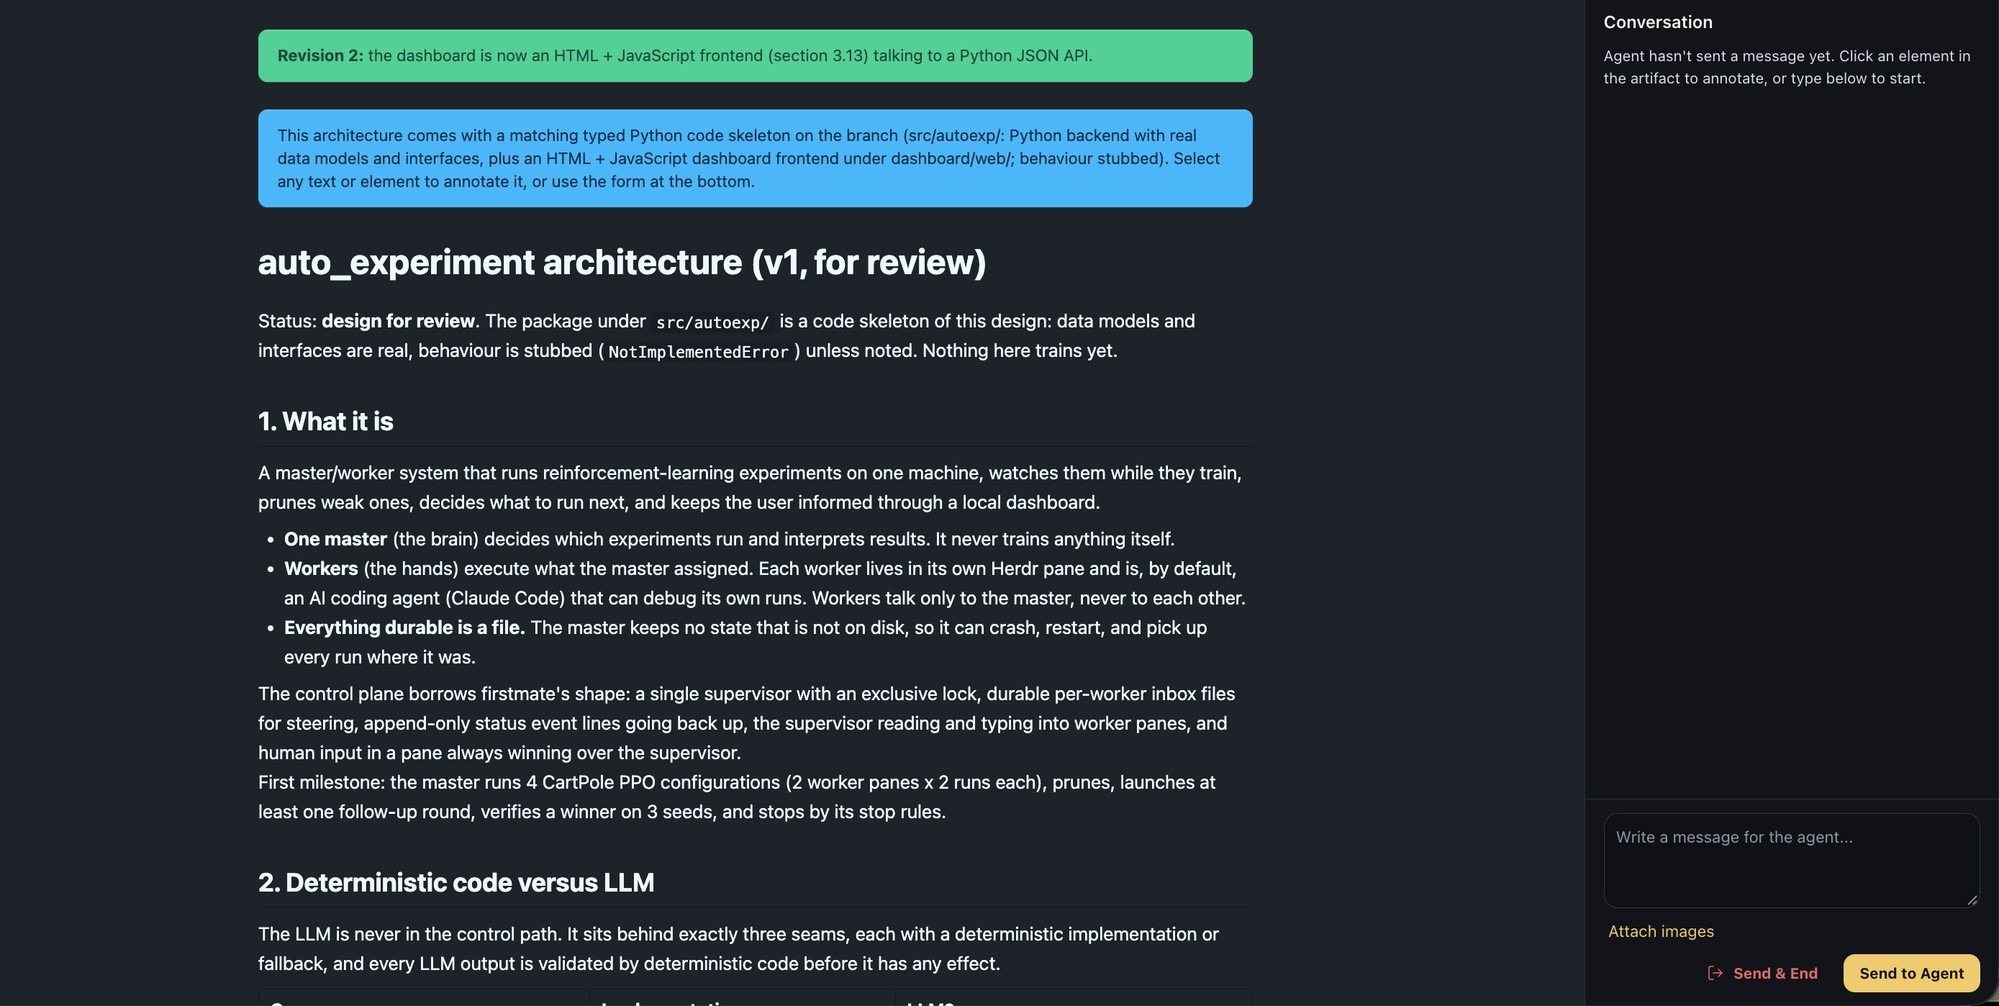 Revision 2: the dashboard is now an HTML + JavaScript frontend (section 3.13) talking to a Python JSON API.
This architecture comes with a matching typed Python code skeleton on the branch (src/autoexp/: Python backend with real
data models and interfaces, plus an HTML + JavaScript dashboard frontend under dashboard/web/; behaviour stubbed). Select
any text or element to annotate it, or use the form at the bottom.
auto_experiment architecture (v1, for review)
Status: design for review. The package under src/autoexp/ is a code skeleton of this design: data models and
interfaces are real, behaviour is stubbed (NotImplementedError) unless noted. Nothing here trains yet.
1. What it is
A master/worker system that runs reinforcement-learning experiments on one machine, watches them while they train,
prunes weak ones, decides what to run next, and keeps the user informed through a local dashboard.
• One master (the brain) decides which experiments run and interprets results. It never trains anything itself.
• Workers (the hands) execute what the master assigned. Each worker lives in its own Herdr pane and is, by default,
an AI coding agent (Claude Code) that can debug its own runs. Workers talk only to the master, never to each other.
• Everything durable is a file. The master keeps no state that is not on disk, so it can crash, restart, and pick up
every run where it was.
The control plane borrows firstmate's shape: a single supervisor with an exclusive lock, durable per-worker inbox files
for steering, append-only status event lines going back up, the supervisor reading and typing into worker panes, and
human input in a pane always winning over the supervisor.
First milestone: the master runs 4 CartPole PPO configurations (2 worker panes x 2 runs each), prunes, launches at
least one follow-up round, verifies a winner on 3 seeds, and stops by its stop rules.
2. Deterministic code versus LLM
The LLM is never in the control path. It sits behind exactly three seams, each with a deterministic implementation or
fallback, and every LLM output is validated by deterministic code before it has any effect.
Conversation
Agent hasn't sent a message yet. Click an element in
the artifact to annotate, or type below to start.
Write a message for the agent...
Attach images
Send & End
Send to Agent